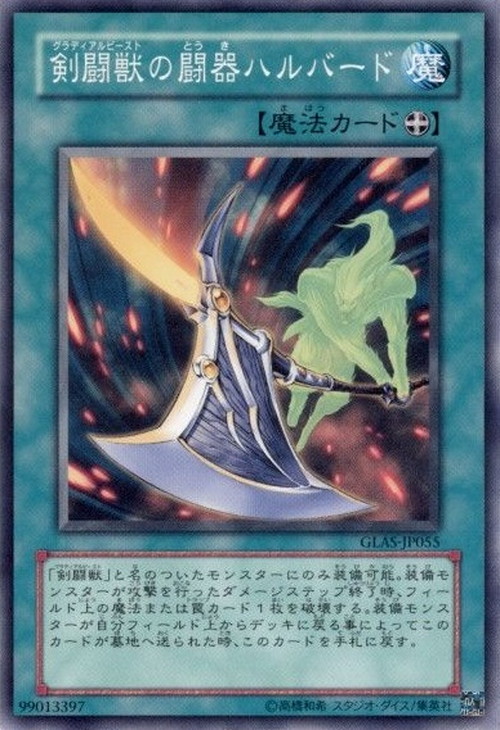 グラディアルビースト とうき
剣闘獣の闘器ハルバード 魔
【魔法カード】
GLAS-JP055
「剣闘獣」と名のついたモンスターにのみ装備可能。装備モ
ンスターが攻撃を行ったダメージステップ終了時、フィー
ルド上の魔法または罠カード1枚を破壊する。装備モンス
ターが自分フィールド上からデッキに戻る事によってこの
カードが墓地へ送られた時、このカードを手札に戻す。
99013397 ©高橋和希 スタジオ・ダイス/集英社